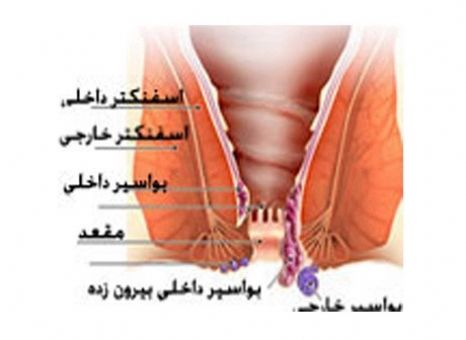 اسفنکتر داخلی
اسفنکتر خارجی
بواسیر داخلی
مقعد
بواسیر داخلی بیرون زده
بواسیر خارجی